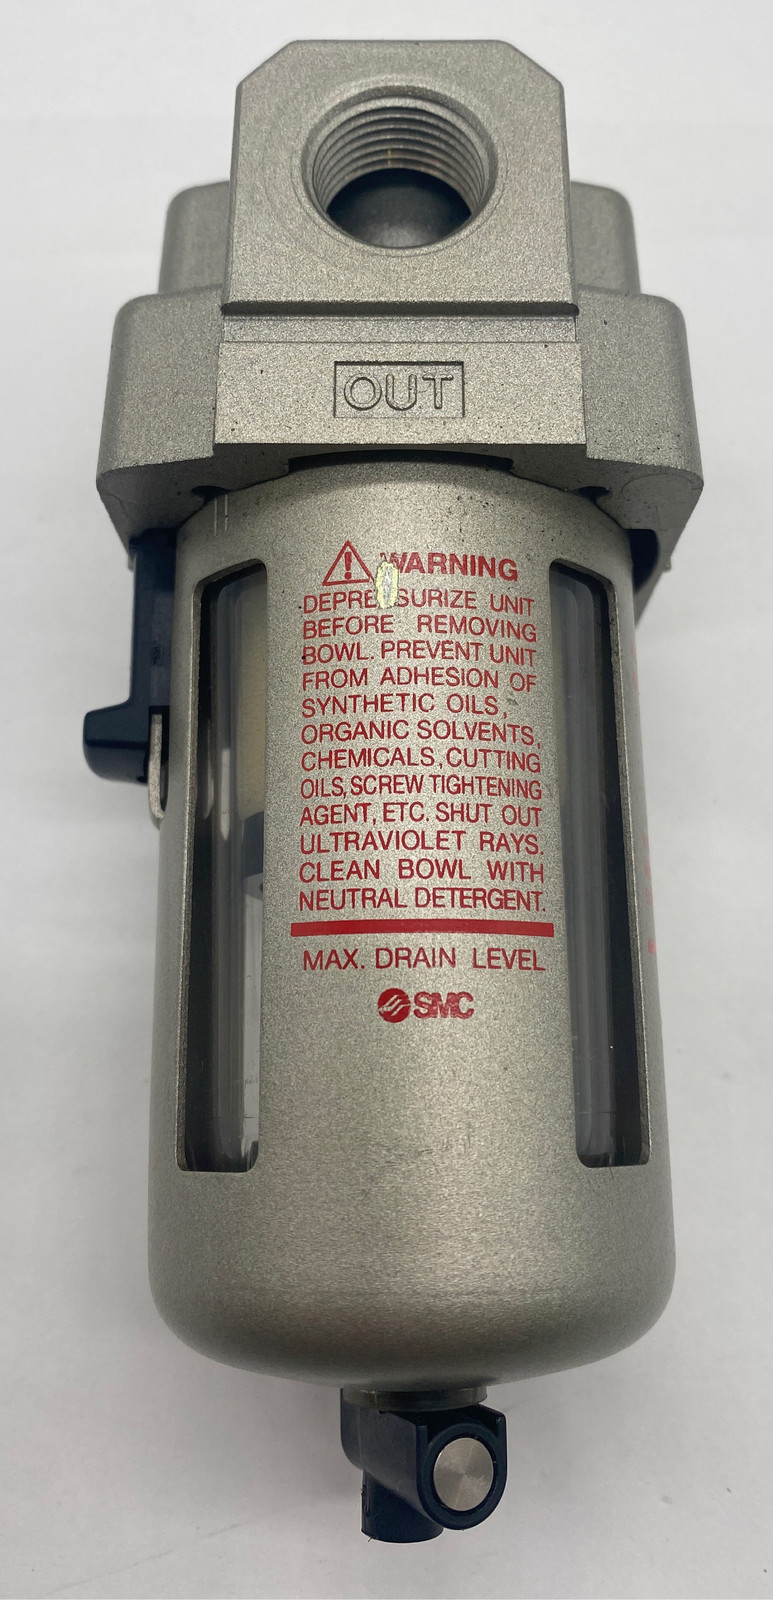 OUT
WARNING
DEPRESSURIZE UNIT
BEFORE REMOVING
BOWL. PREVENT UNIT
FROM ADHESION OF
SYNTHETIC OILS,
ORGANIC SOLVENTS,
CHEMICALS, CUTTING
OILS, SCREW TIGHTENING
AGENT, ETC. SHUT OUT
ULTRAVIOLET RAYS.
CLEAN BOWL WITH
NEUTRAL DETERGENT.
MAX. DRAIN LEVEL
SMC